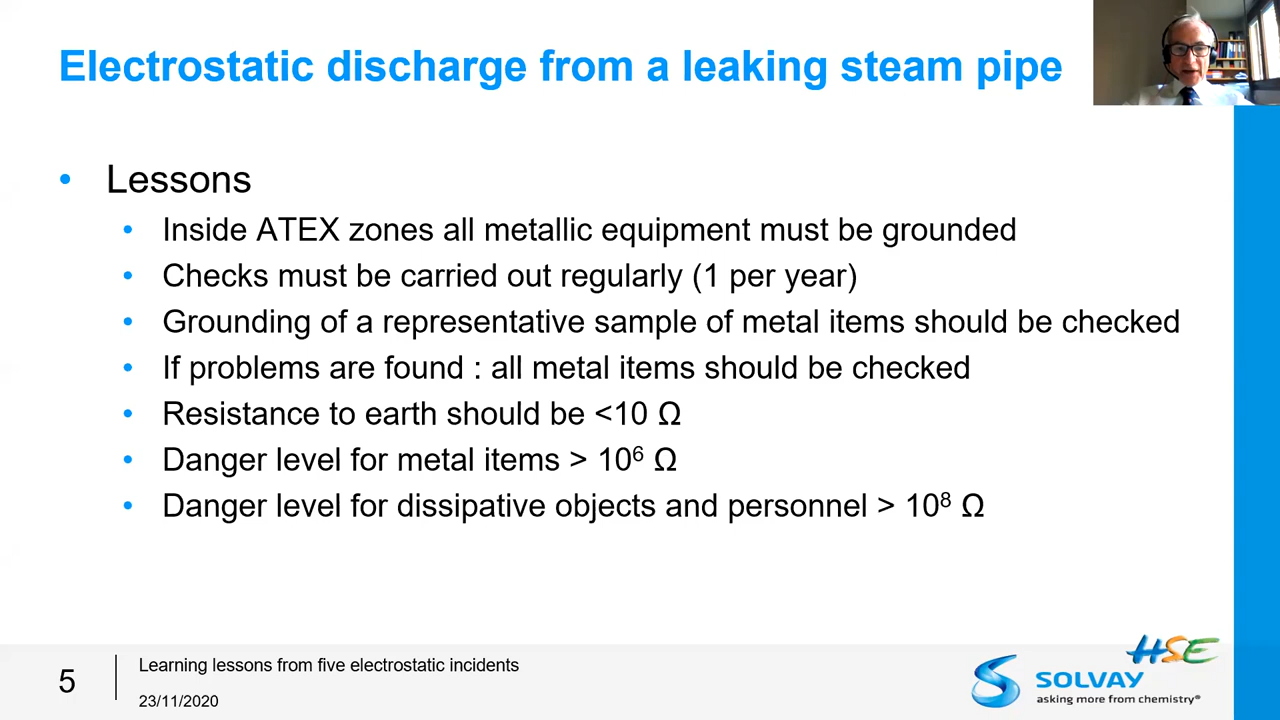 Electrostatic discharge from a leaking steam pipe
• Lessons
• Inside ATEX zones all metallic equipment must be grounded
• Checks must be carried out regularly (1 per year)
• Grounding of a representative sample of metal items should be checked
• If problems are found : all metal items should be checked
• Resistance to earth should be <10 Ω
• Danger level for metal items > 10⁶ Ω
• Danger level for dissipative objects and personnel > 10⁸ Ω
5
Learning lessons from five electrostatic incidents
23/11/2020
HSE
SOLVAY
asking more from chemistry®